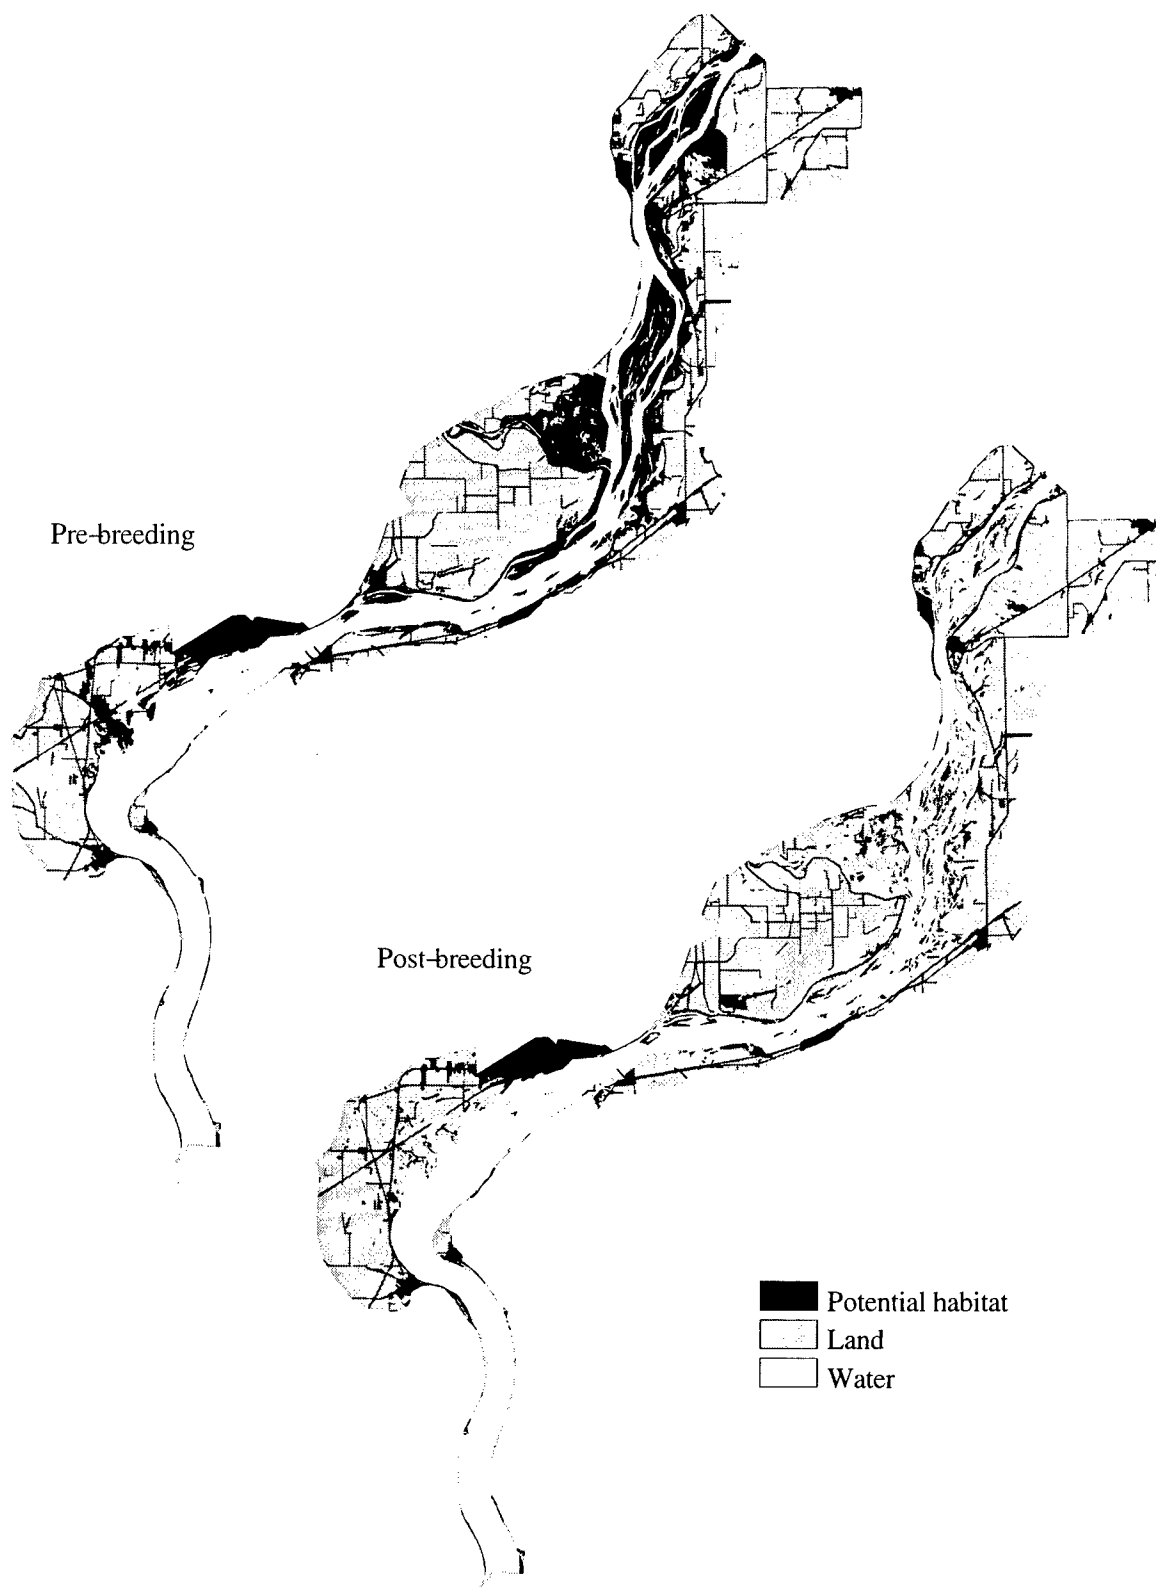 Pre-breeding
Post-breeding
Potential habitat
Land
Water